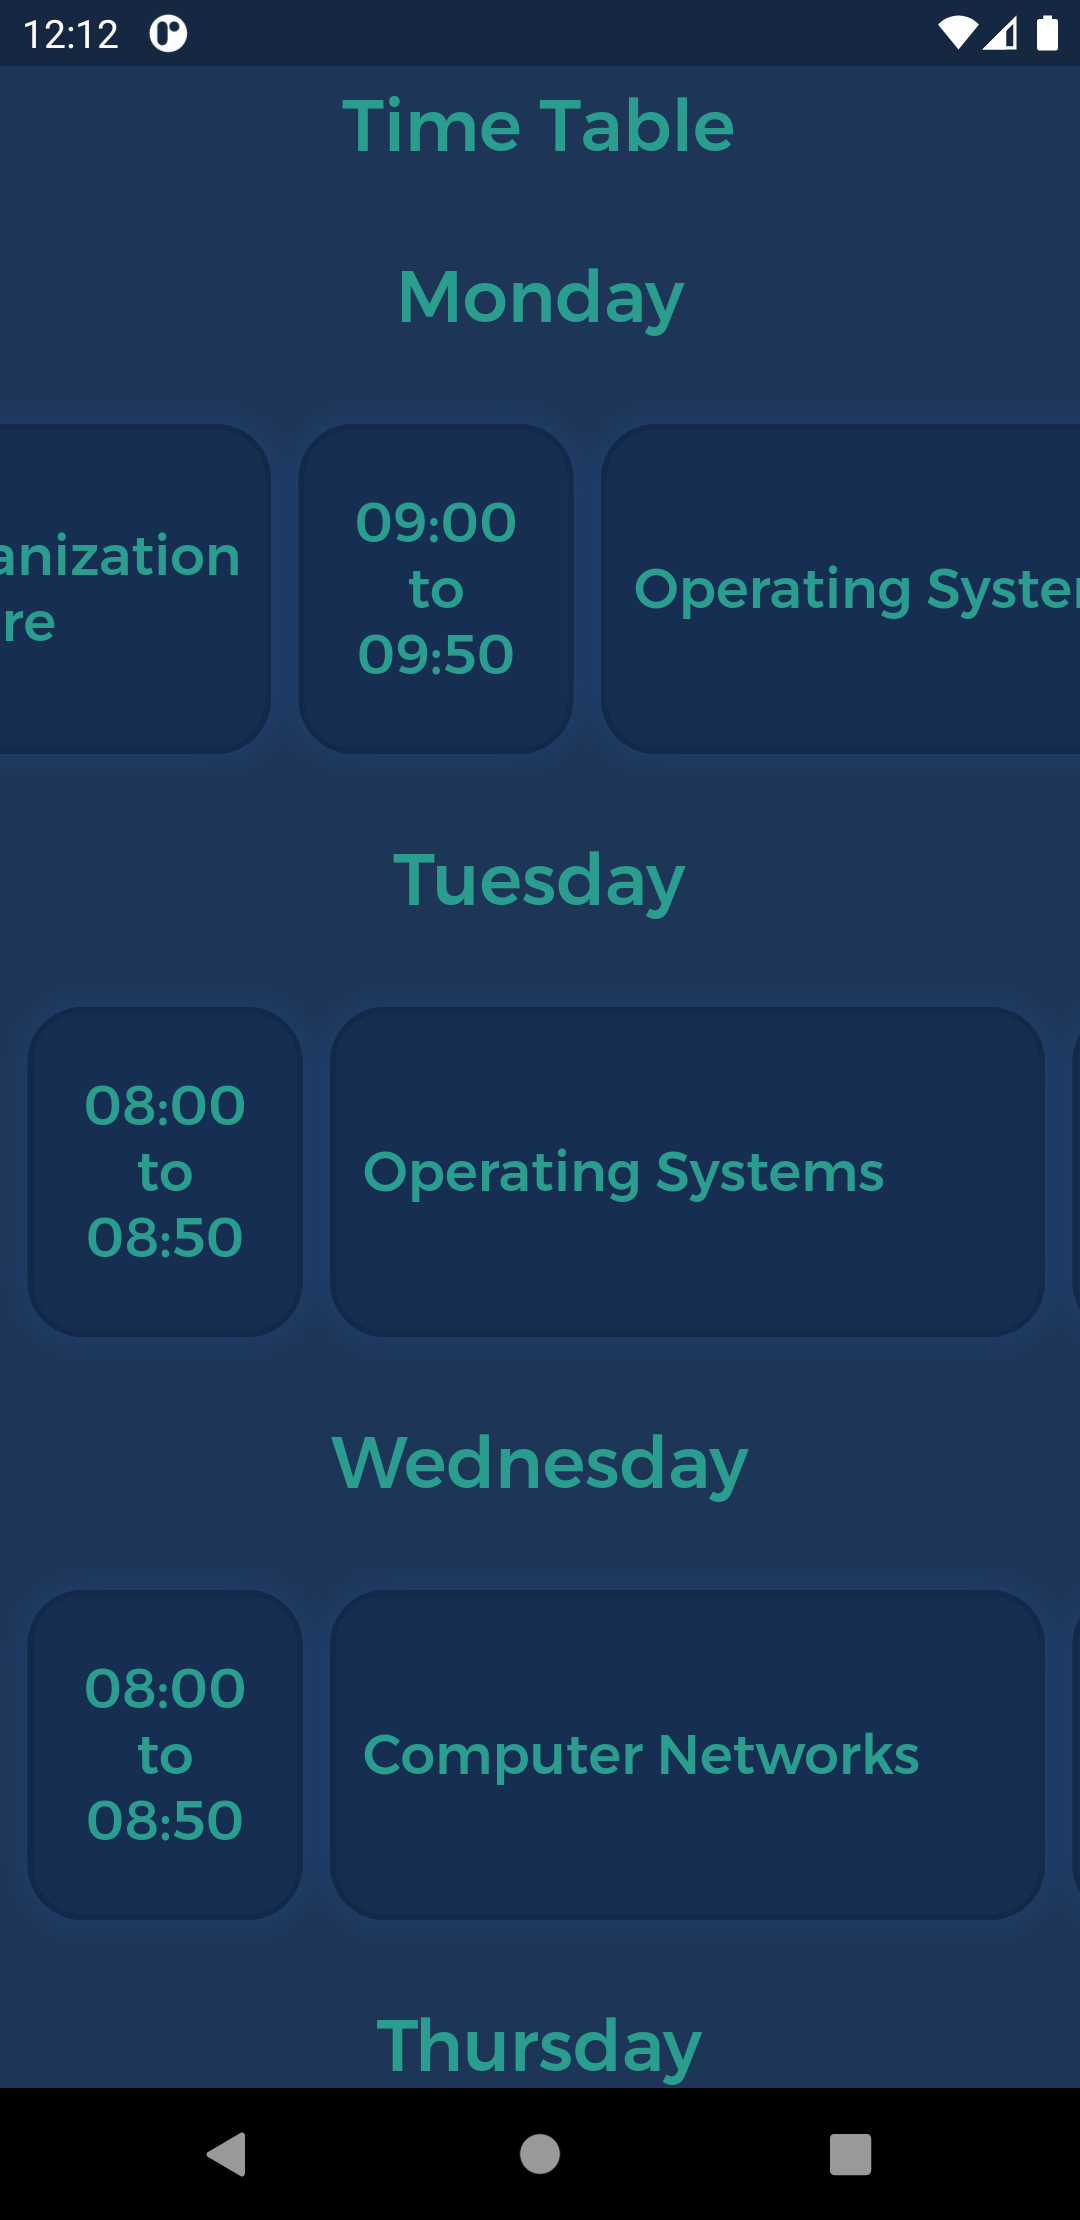 12:12
Time Table
Monday
anization
re
09:00
to
09:50
Operating Syste
Tuesday
08:00
to
08:50
Operating Systems
Wednesday
08:00
to
08:50
Computer Networks
Thursday